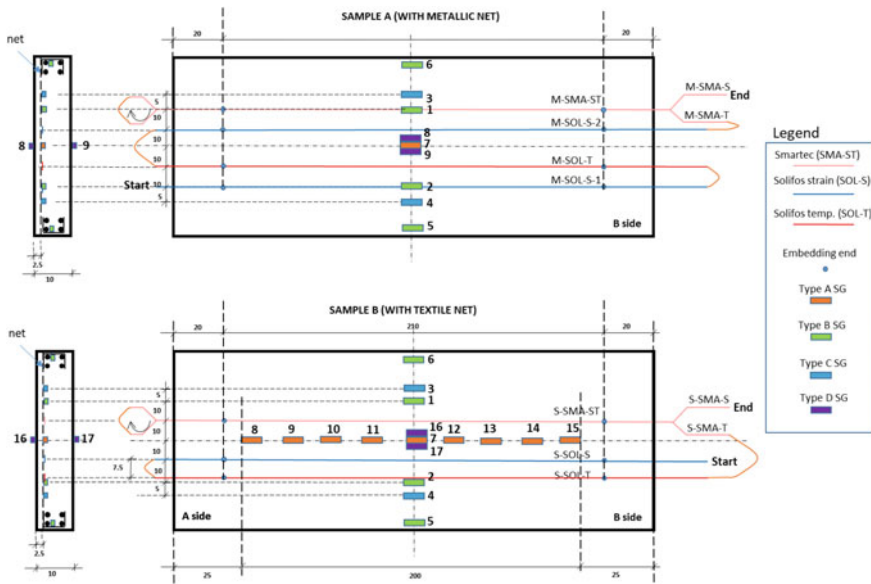 SAMPLE A (WITH METALLIC NET)
20
20
net
6
M-SMA-S
5
3
M-SMA-ST
End
1
10
M-SMA-T
8
M-SOL-S-2
8
9
10
7
9
10
M-SOL-T
Start
10
2
M-SOL-S-1
5
4
5
B side
2.5
10
Legend
Smartec (SMA-ST)
Solifos strain (SOL-S)
Solifos temp. (SOL-T)
Embedding end
Type A SG
Type B SG
Type C SG
Type D SG
SAMPLE B (WITH TEXTILE NET)
20
210
20
net
6
5
3
S-SMA-S
1
10
S-SMA-ST
End
8
9
10
11
16
12
13
14
15
S-SMA-T
16
17
10
7
17
7.5
10
S-SOL-S
Start
2
S-SOL-T
5
4
A side
5
B side
2.5
10
25
200
25